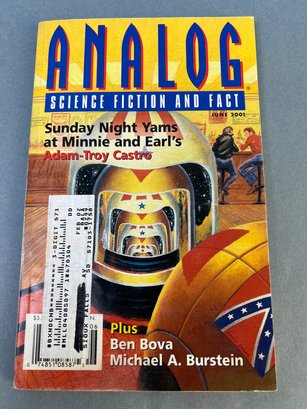 ANALOG
SCIENCE FICTION AND FACT
JUNE 2001
Sunday Night Yams
at Minnie and Earl's
Adam-Troy Castro
Plus
Ben Bova
Michael A. Burstein